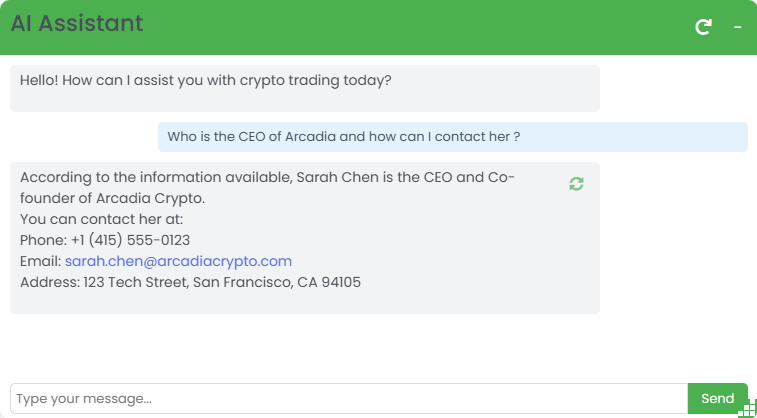 AI Assistant
-
Hello! How can I assist you with crypto trading today?
Who is the CEO of Arcadia and how can I contact her ?
According to the information available, Sarah Chen is the CEO and Co-
founder of Arcadia Crypto.
You can contact her at:
Phone: +1 (415) 555-0123
Email: sarah.chen@arcadiacrypto.com
Address: 123 Tech Street, San Francisco, CA 94105
Type your message...
Send